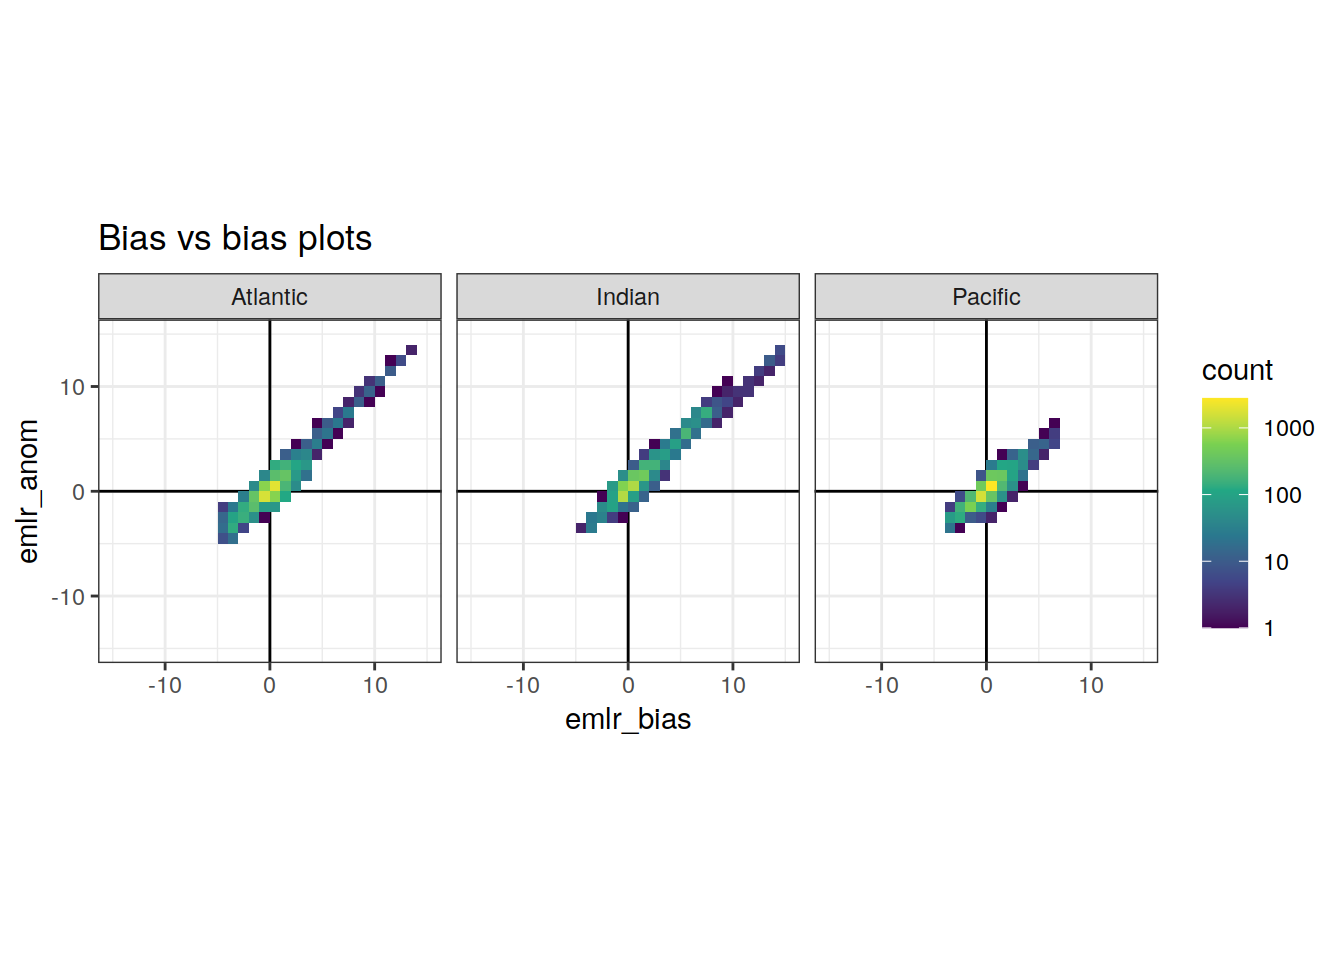 Bias vs bias plots
Atlantic Indian Pacific
count
1000
100
10
1
emlr_anom
10
0
-10
-10 0 10 -10 0 10 -10 0 10
emlr_bias